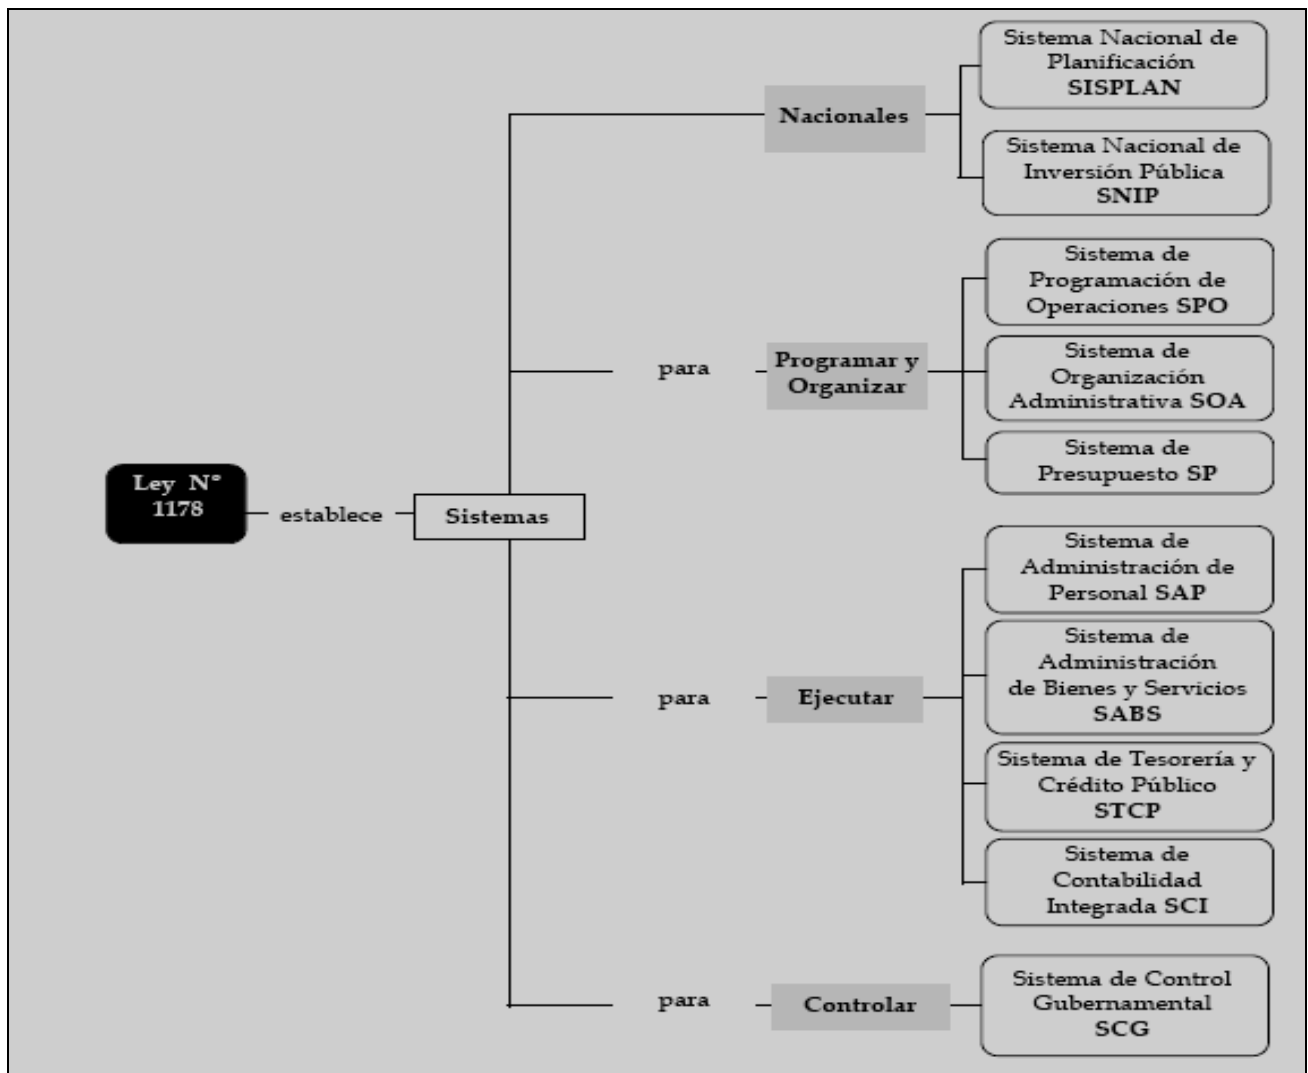 Sistema Nacional de
Planificación
SISPLAN
Nacionales
Sistema Nacional de
Inversión Pública
SNIP
Sistema de
Programación de
Operaciones SPO
para
Programar y
Organizar
Sistema de
Organización
Administrativa SOA
Sistema de
Presupuesto SP
Ley N°
1178
establece
Sistemas
Sistema de
Administración de
Personal SAP
Sistema de
Administración
de Bienes y Servicios
SABS
para
Ejecutar
Sistema de Tesorería y
Crédito Público
STCP
Sistema de
Contabilidad
Integrada SCI
para
Controlar
Sistema de Control
Gubernamental
SCG